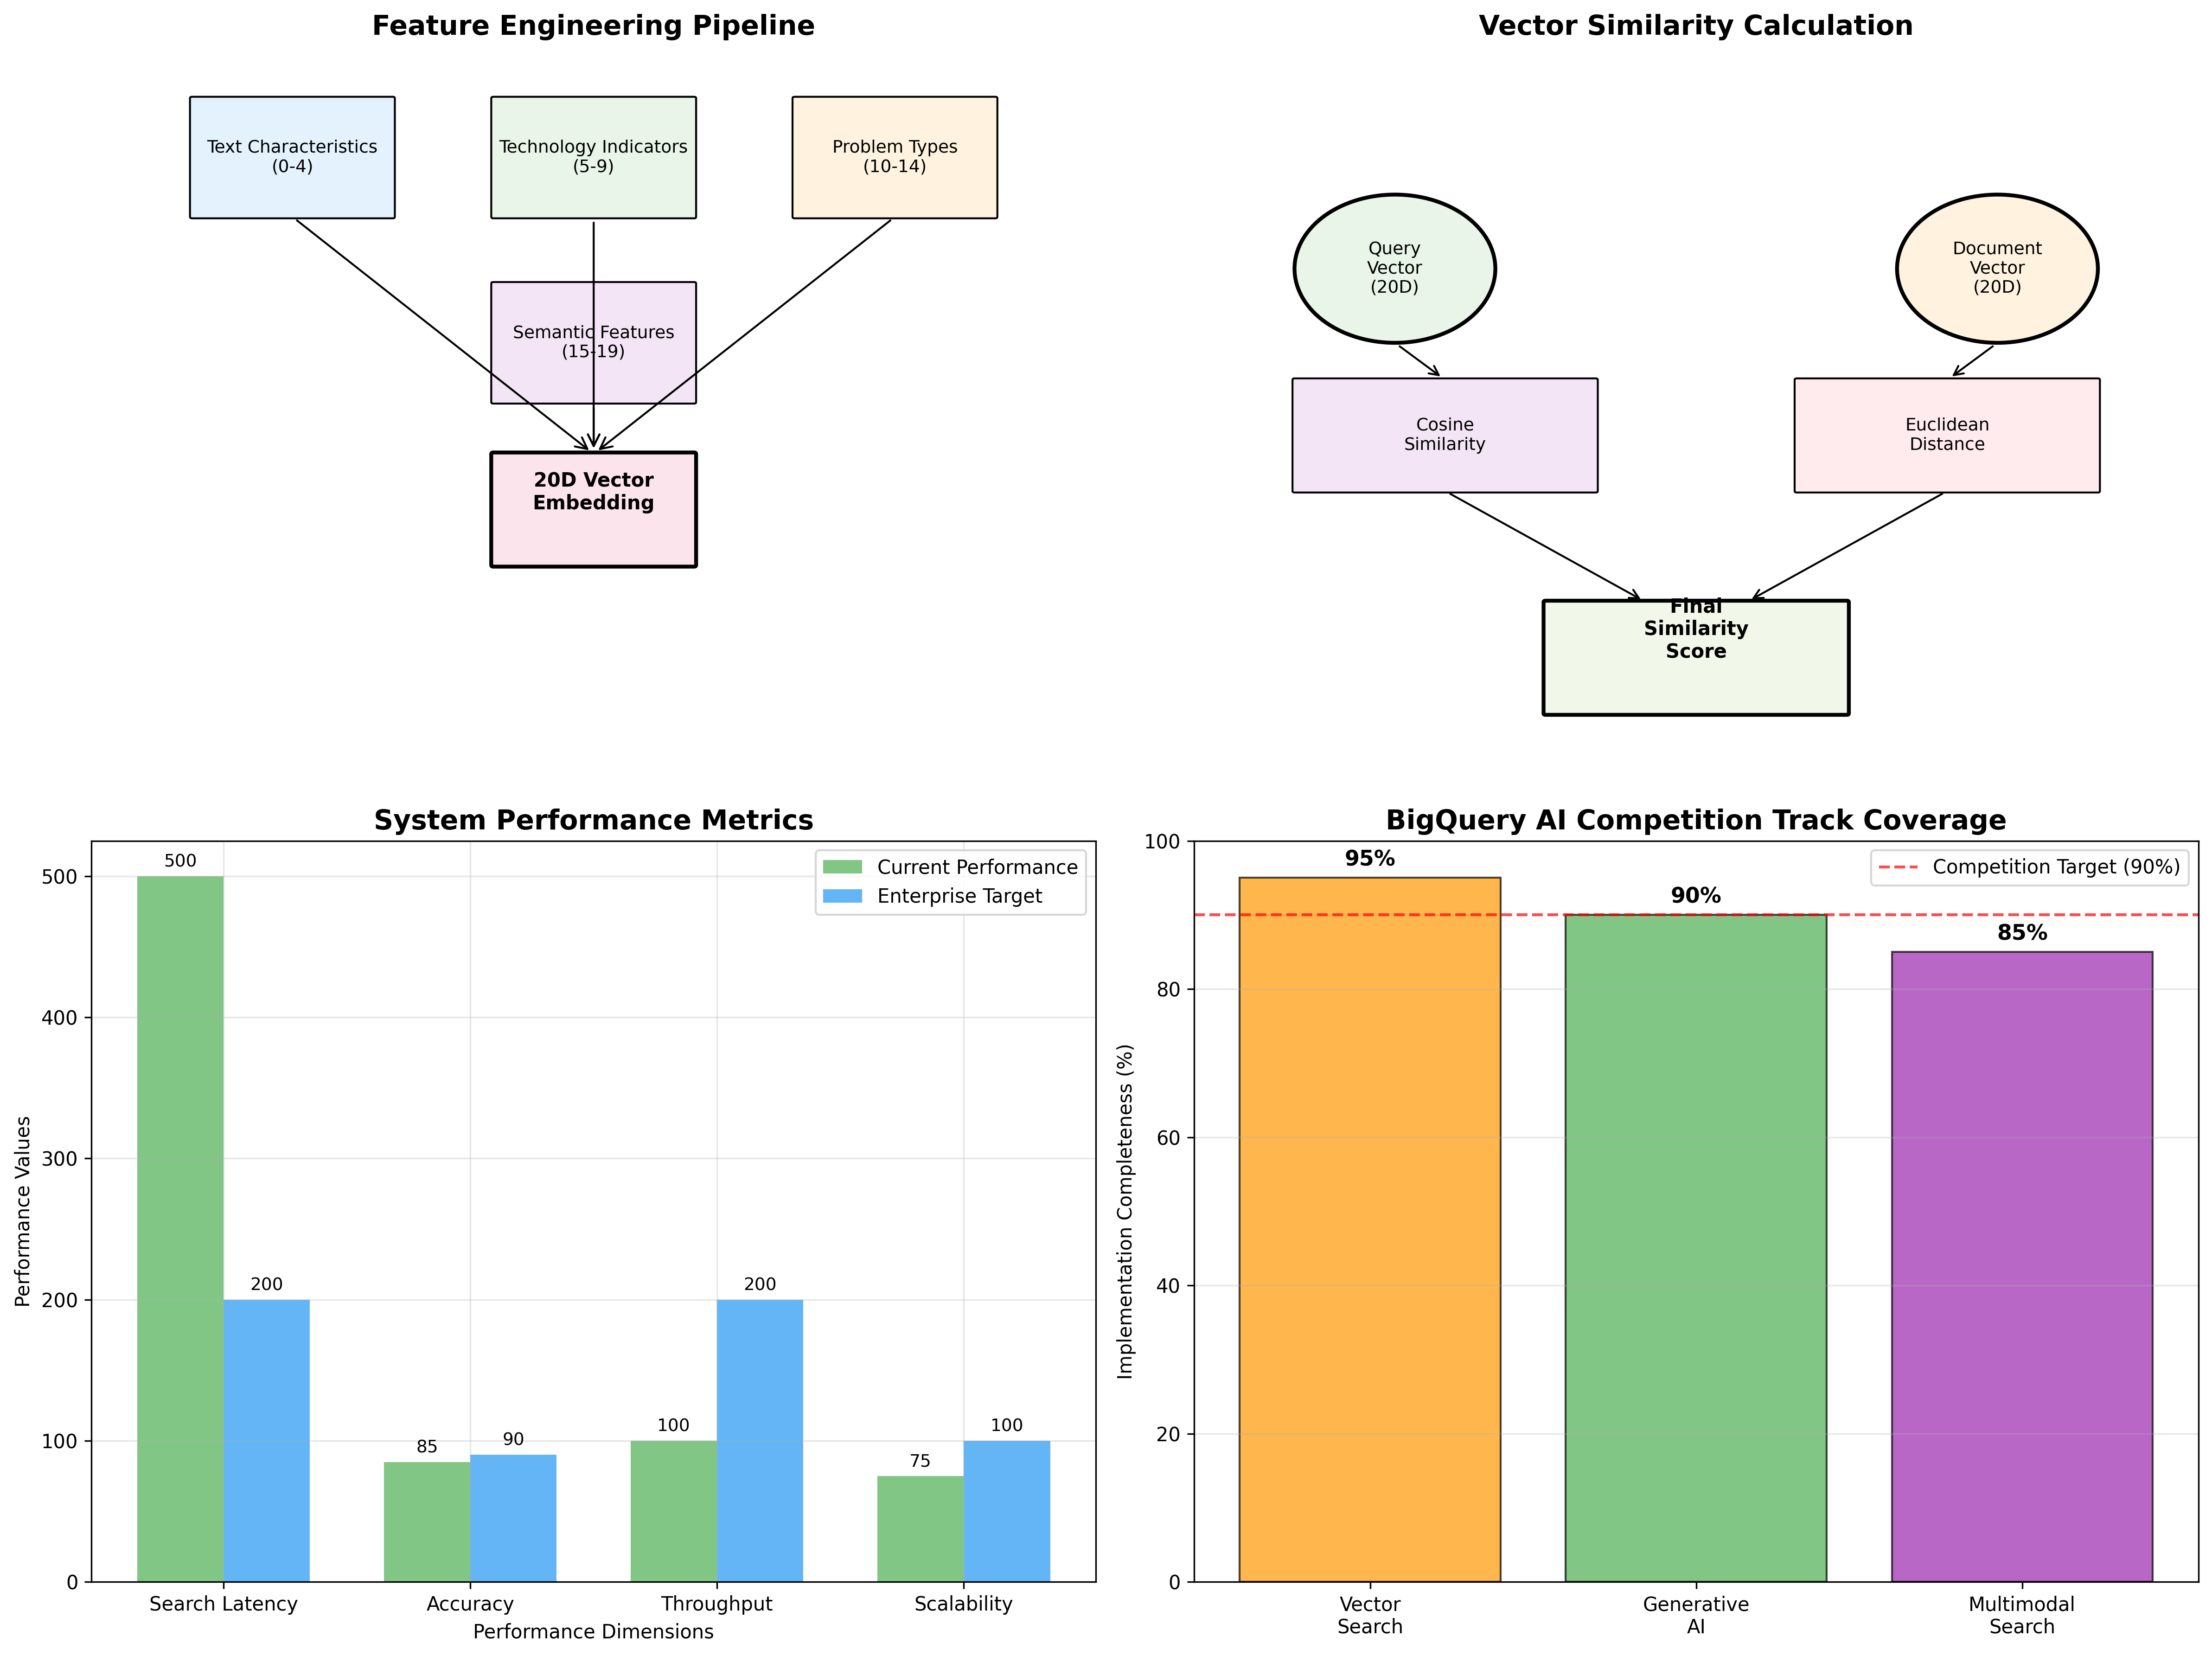 Feature Engineering Pipeline
Text Characteristics
(0-4)
Technology Indicators
(5-9)
Problem Types
(10-14)
Semantic Features
(15-19)
20D Vector
Embedding
Vector Similarity Calculation
Query
Vector
(20D)
Document
Vector
(20D)
Cosine
Similarity
Euclidean
Distance
Final
Similarity
Score
System Performance Metrics
Performance Values
500
400
300
200
100
0
500
200
85
90
100
200
75
100
Current Performance
Enterprise Target
Search Latency
Accuracy
Throughput
Scalability
Performance Dimensions
BigQuery AI Competition Track Coverage
Implementation Completeness (%)
100
80
60
40
20
0
95%
90%
85%
Competition Target (90%)
Vector
Search
Generative
AI
Multimodal
Search